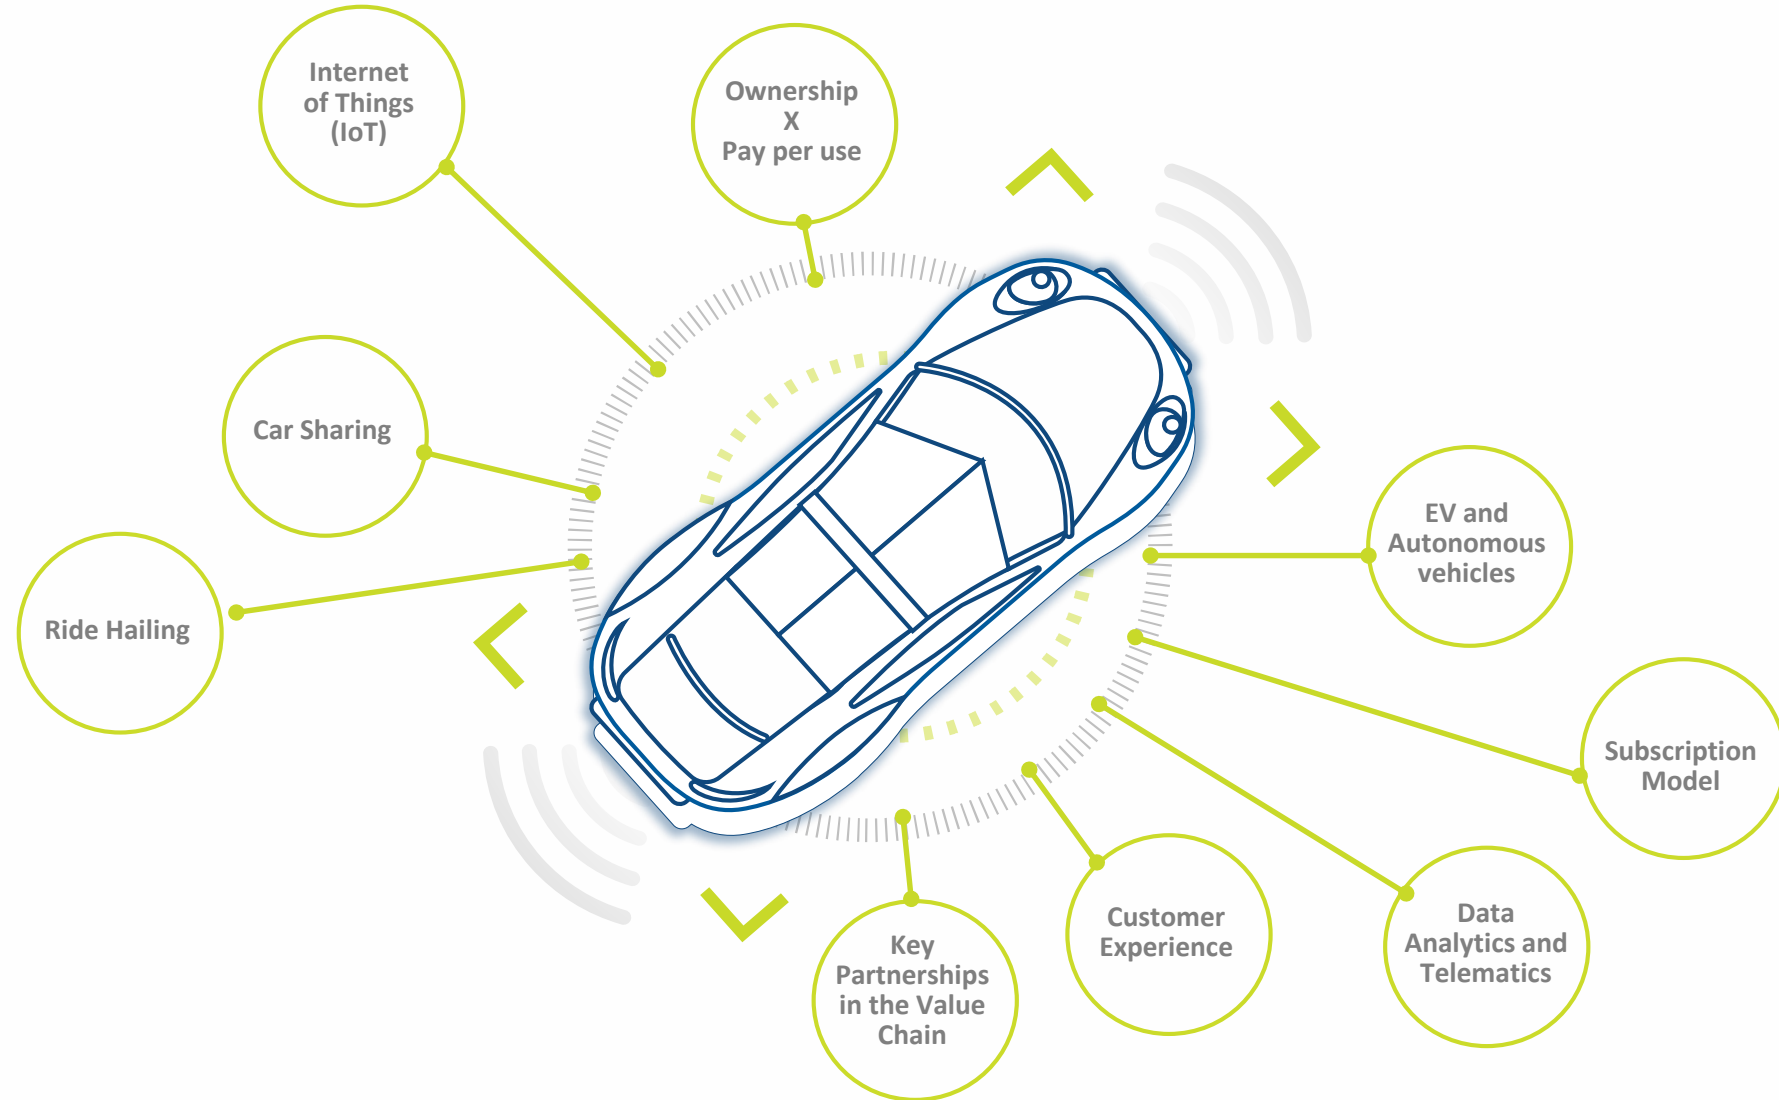 Internet
of Things
(IoT)
Ownership
X
Pay per use
Car Sharing
Ride Hailing
EV and
Autonomous
vehicles
Subscription
Model
Data
Analytics and
Telematics
Customer
Experience
Key
Partnerships
in the Value
Chain